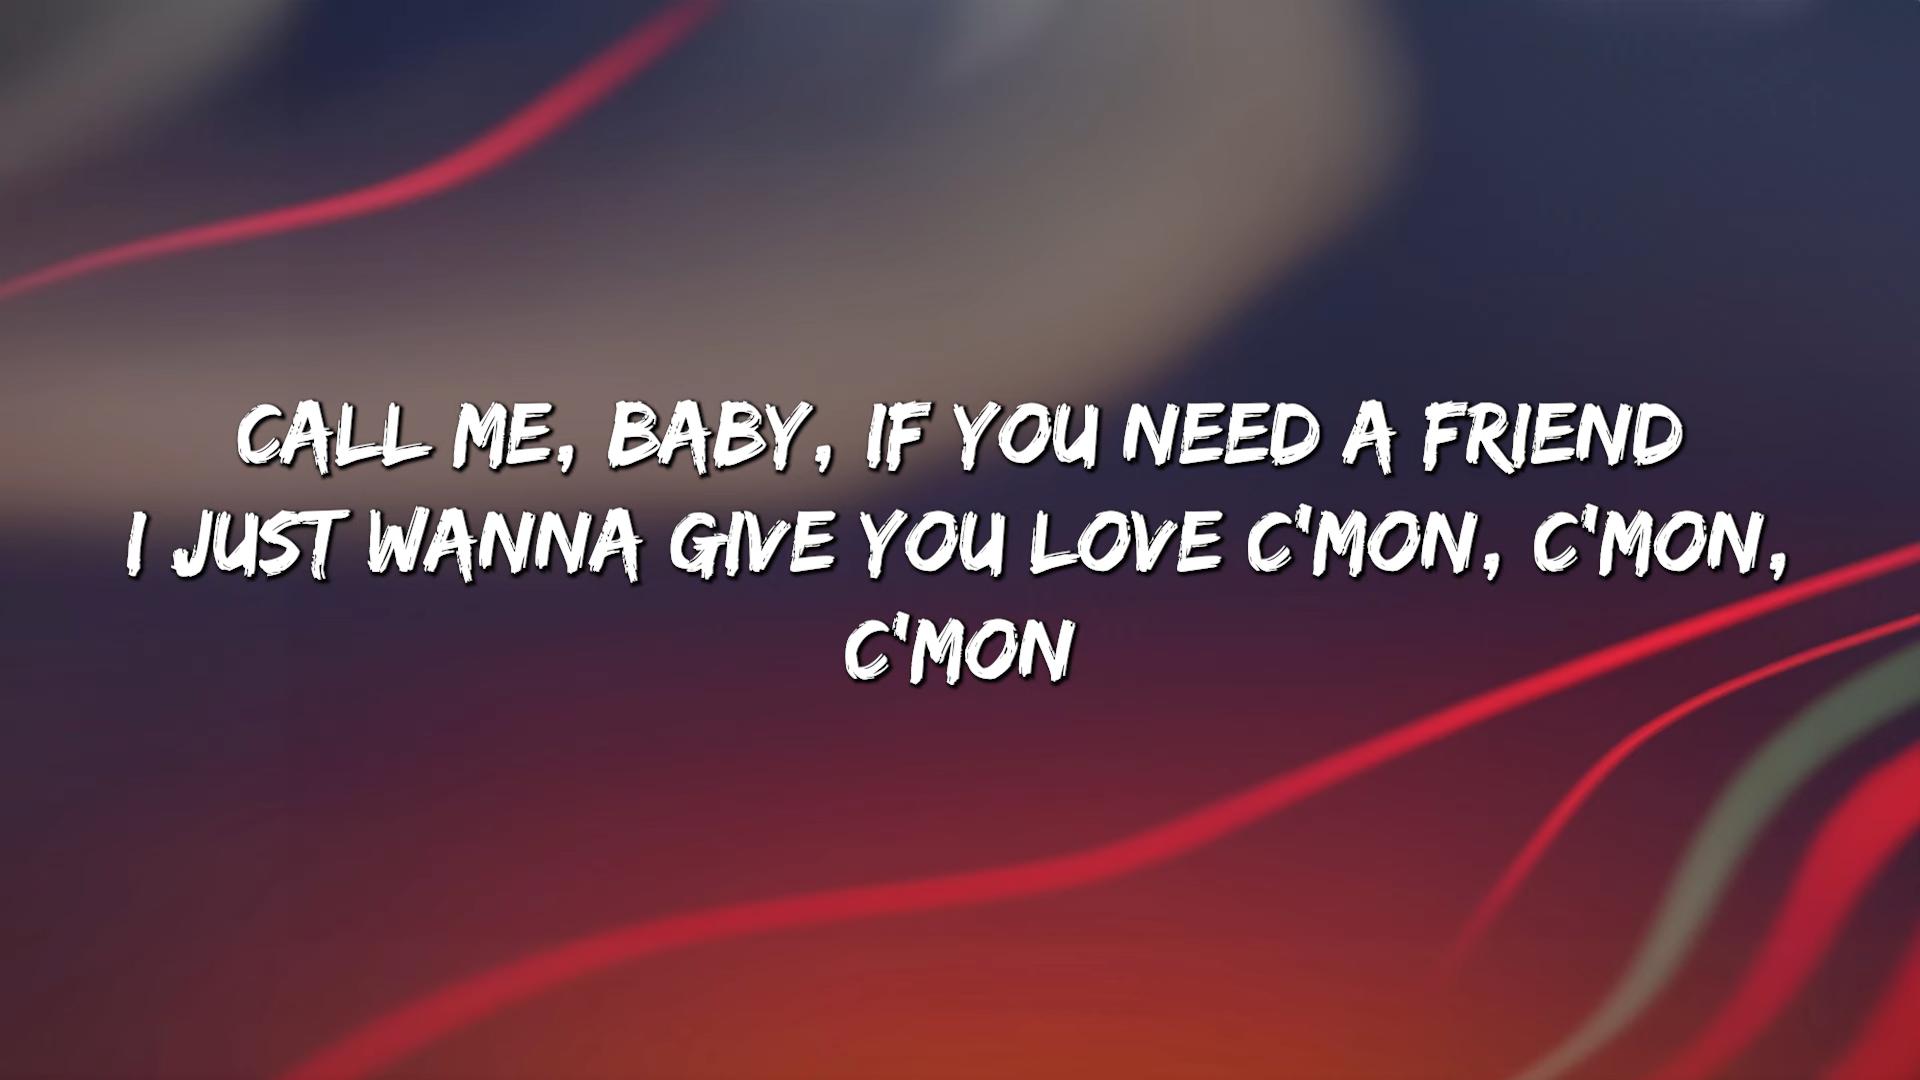 CALL ME, BABY, IF YOU NEED A FRIEND
I JUST WANNA GIVE YOU LOVE C'MON, C'MON,
C'MON